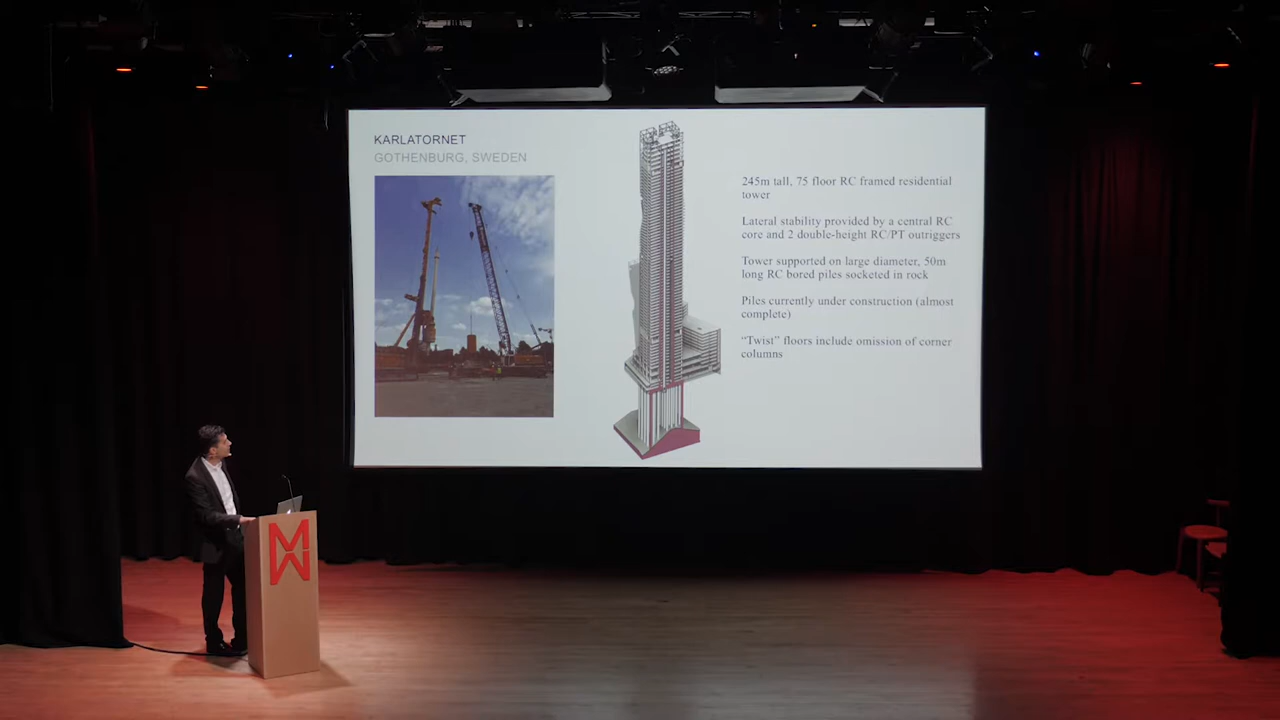 KARLATORNET
GOTHENBURG, SWEDEN
245m tall, 75 floor RC framed residential
tower
Lateral stability provided by a central RC
core and 2 double-height RC/PT outriggers
Tower supported on large diameter, 50m
long RC bored piles socketed in rock
Piles currently under construction (almost
complete)
“Twist” floors include omission of corner
columns